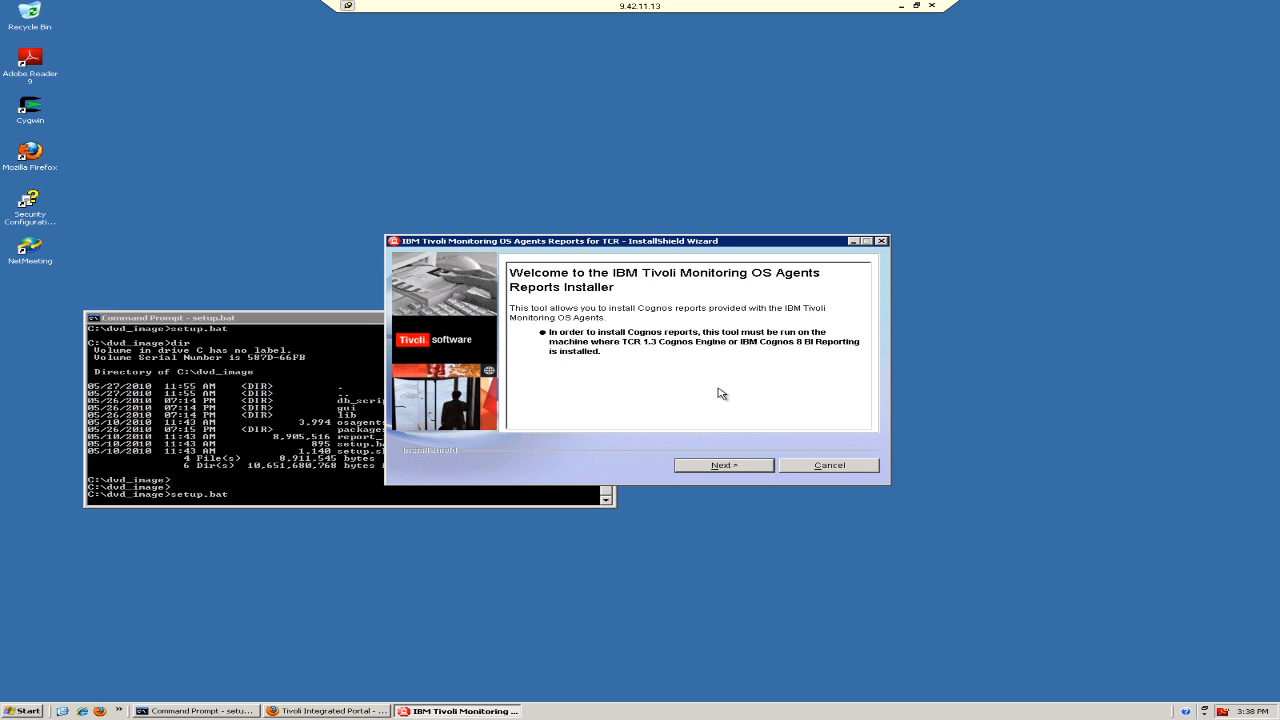 9.42.11.13
Recycle Bin
Adobe Reader
9
Cygwin
Mozilla Firefox
Security
Configurati...
NetMeeting
IBM Tivoli Monitoring OS Agents Reports for TCR - InstallShield Wizard
Welcome to the IBM Tivoli Monitoring OS Agents
Reports Installer
This tool allows you to install Cognos reports provided with the IBM Tivoli
Monitoring OS Agents.
In order to install Cognos reports, this tool must be run on the
machine where TCR 1.3 Cognos Engine or IBM Cognos 8 BI Reporting
is installed.
Tivoli software
InstallShield
Next >
Cancel
Command Prompt - setup.bat
C:\dvd_image>setup.bat
C:\dvd_image>dir
Volume in drive C has no label.
Volume Serial Number is 587D-66FB
Directory of C:\dvd_image
05/27/2010 11:55 AM <DIR> .
05/27/2010 11:55 AM <DIR> ..
05/26/2010 07:14 PM <DIR> db_scri
05/26/2010 07:14 PM <DIR> gui
05/26/2010 07:14 PM <DIR> lib
05/10/2010 11:43 AM 3,994 osagents
05/26/2010 07:15 PM <DIR> package
05/10/2010 11:43 AM 8,905,516 report_
05/10/2010 11:43 AM 895 setup.b
05/10/2010 11:43 AM 1,140 setup.s
4 File(s) 8,911,545 bytes
6 Dir(s) 10,651,680,768 bytes
C:\dvd_image>
C:\dvd_image>
C:\dvd_image>setup.bat
Start
Command Prompt - setu...
Tivoli Integrated Portal - ...
IBM Tivoli Monitoring ...
3:38 PM